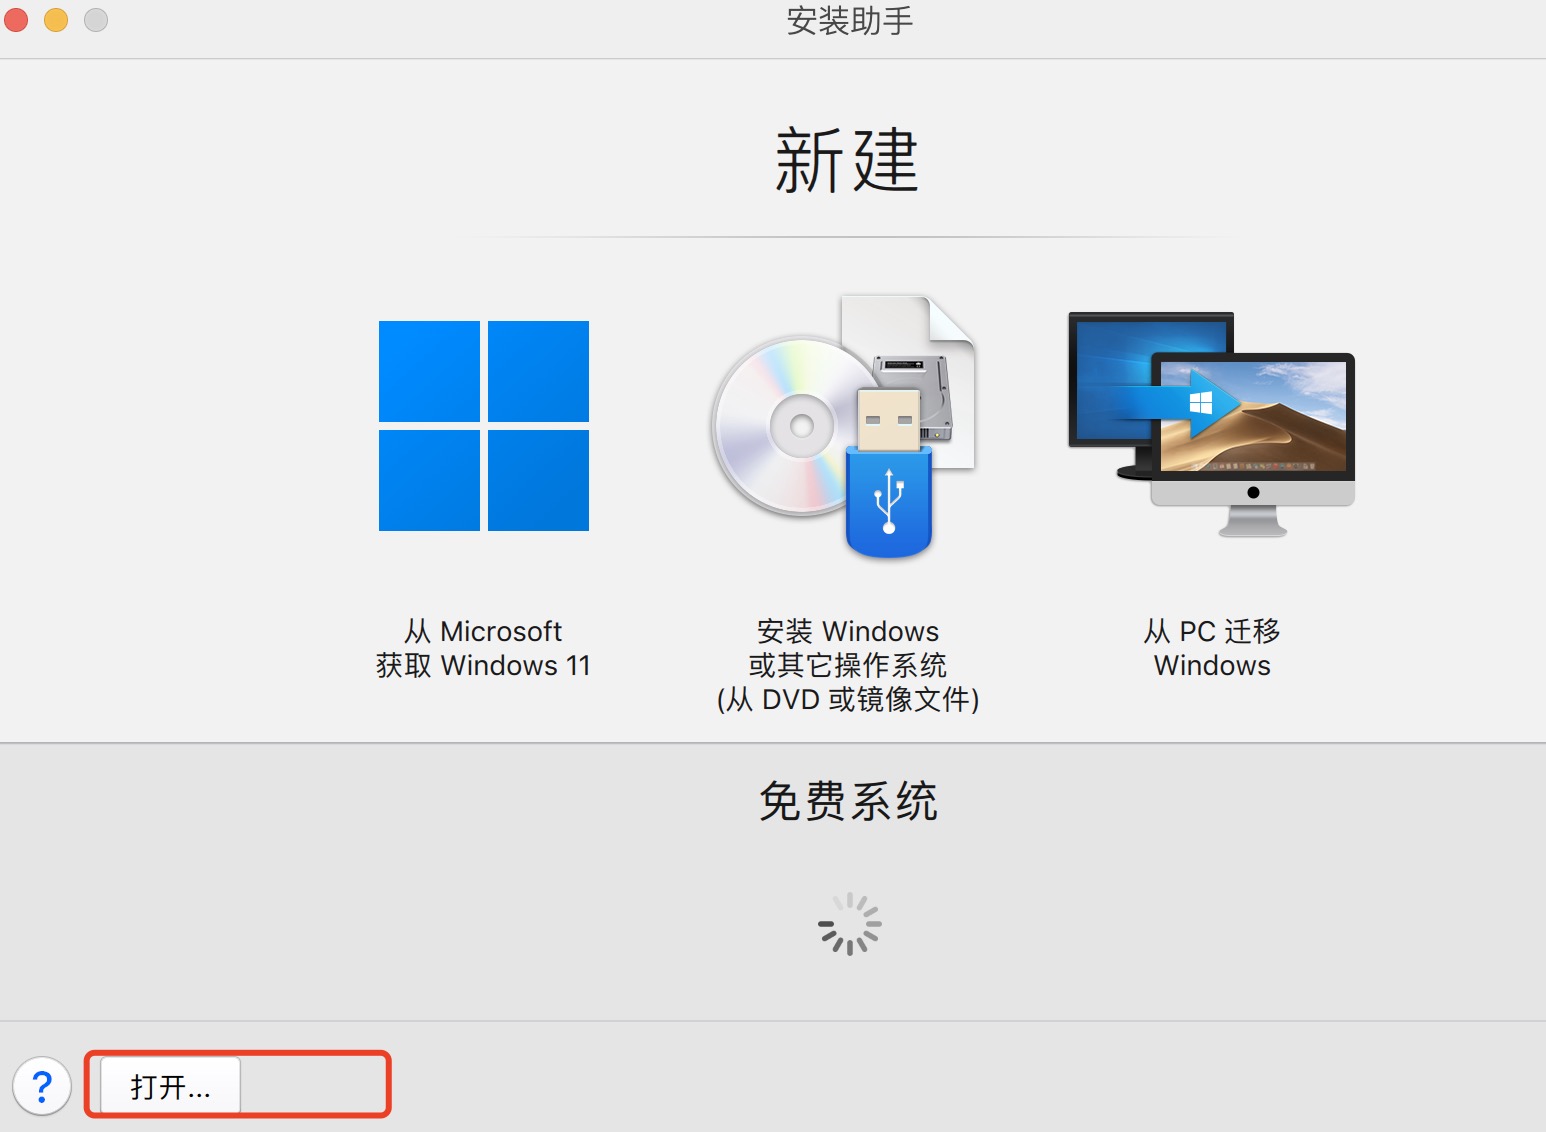 安装助手
新建
从 Microsoft
获取 Windows 11
安装 Windows
或其它操作系统
(从 DVD 或镜像文件)
从 PC 迁移
Windows
免费系统
?
打开...